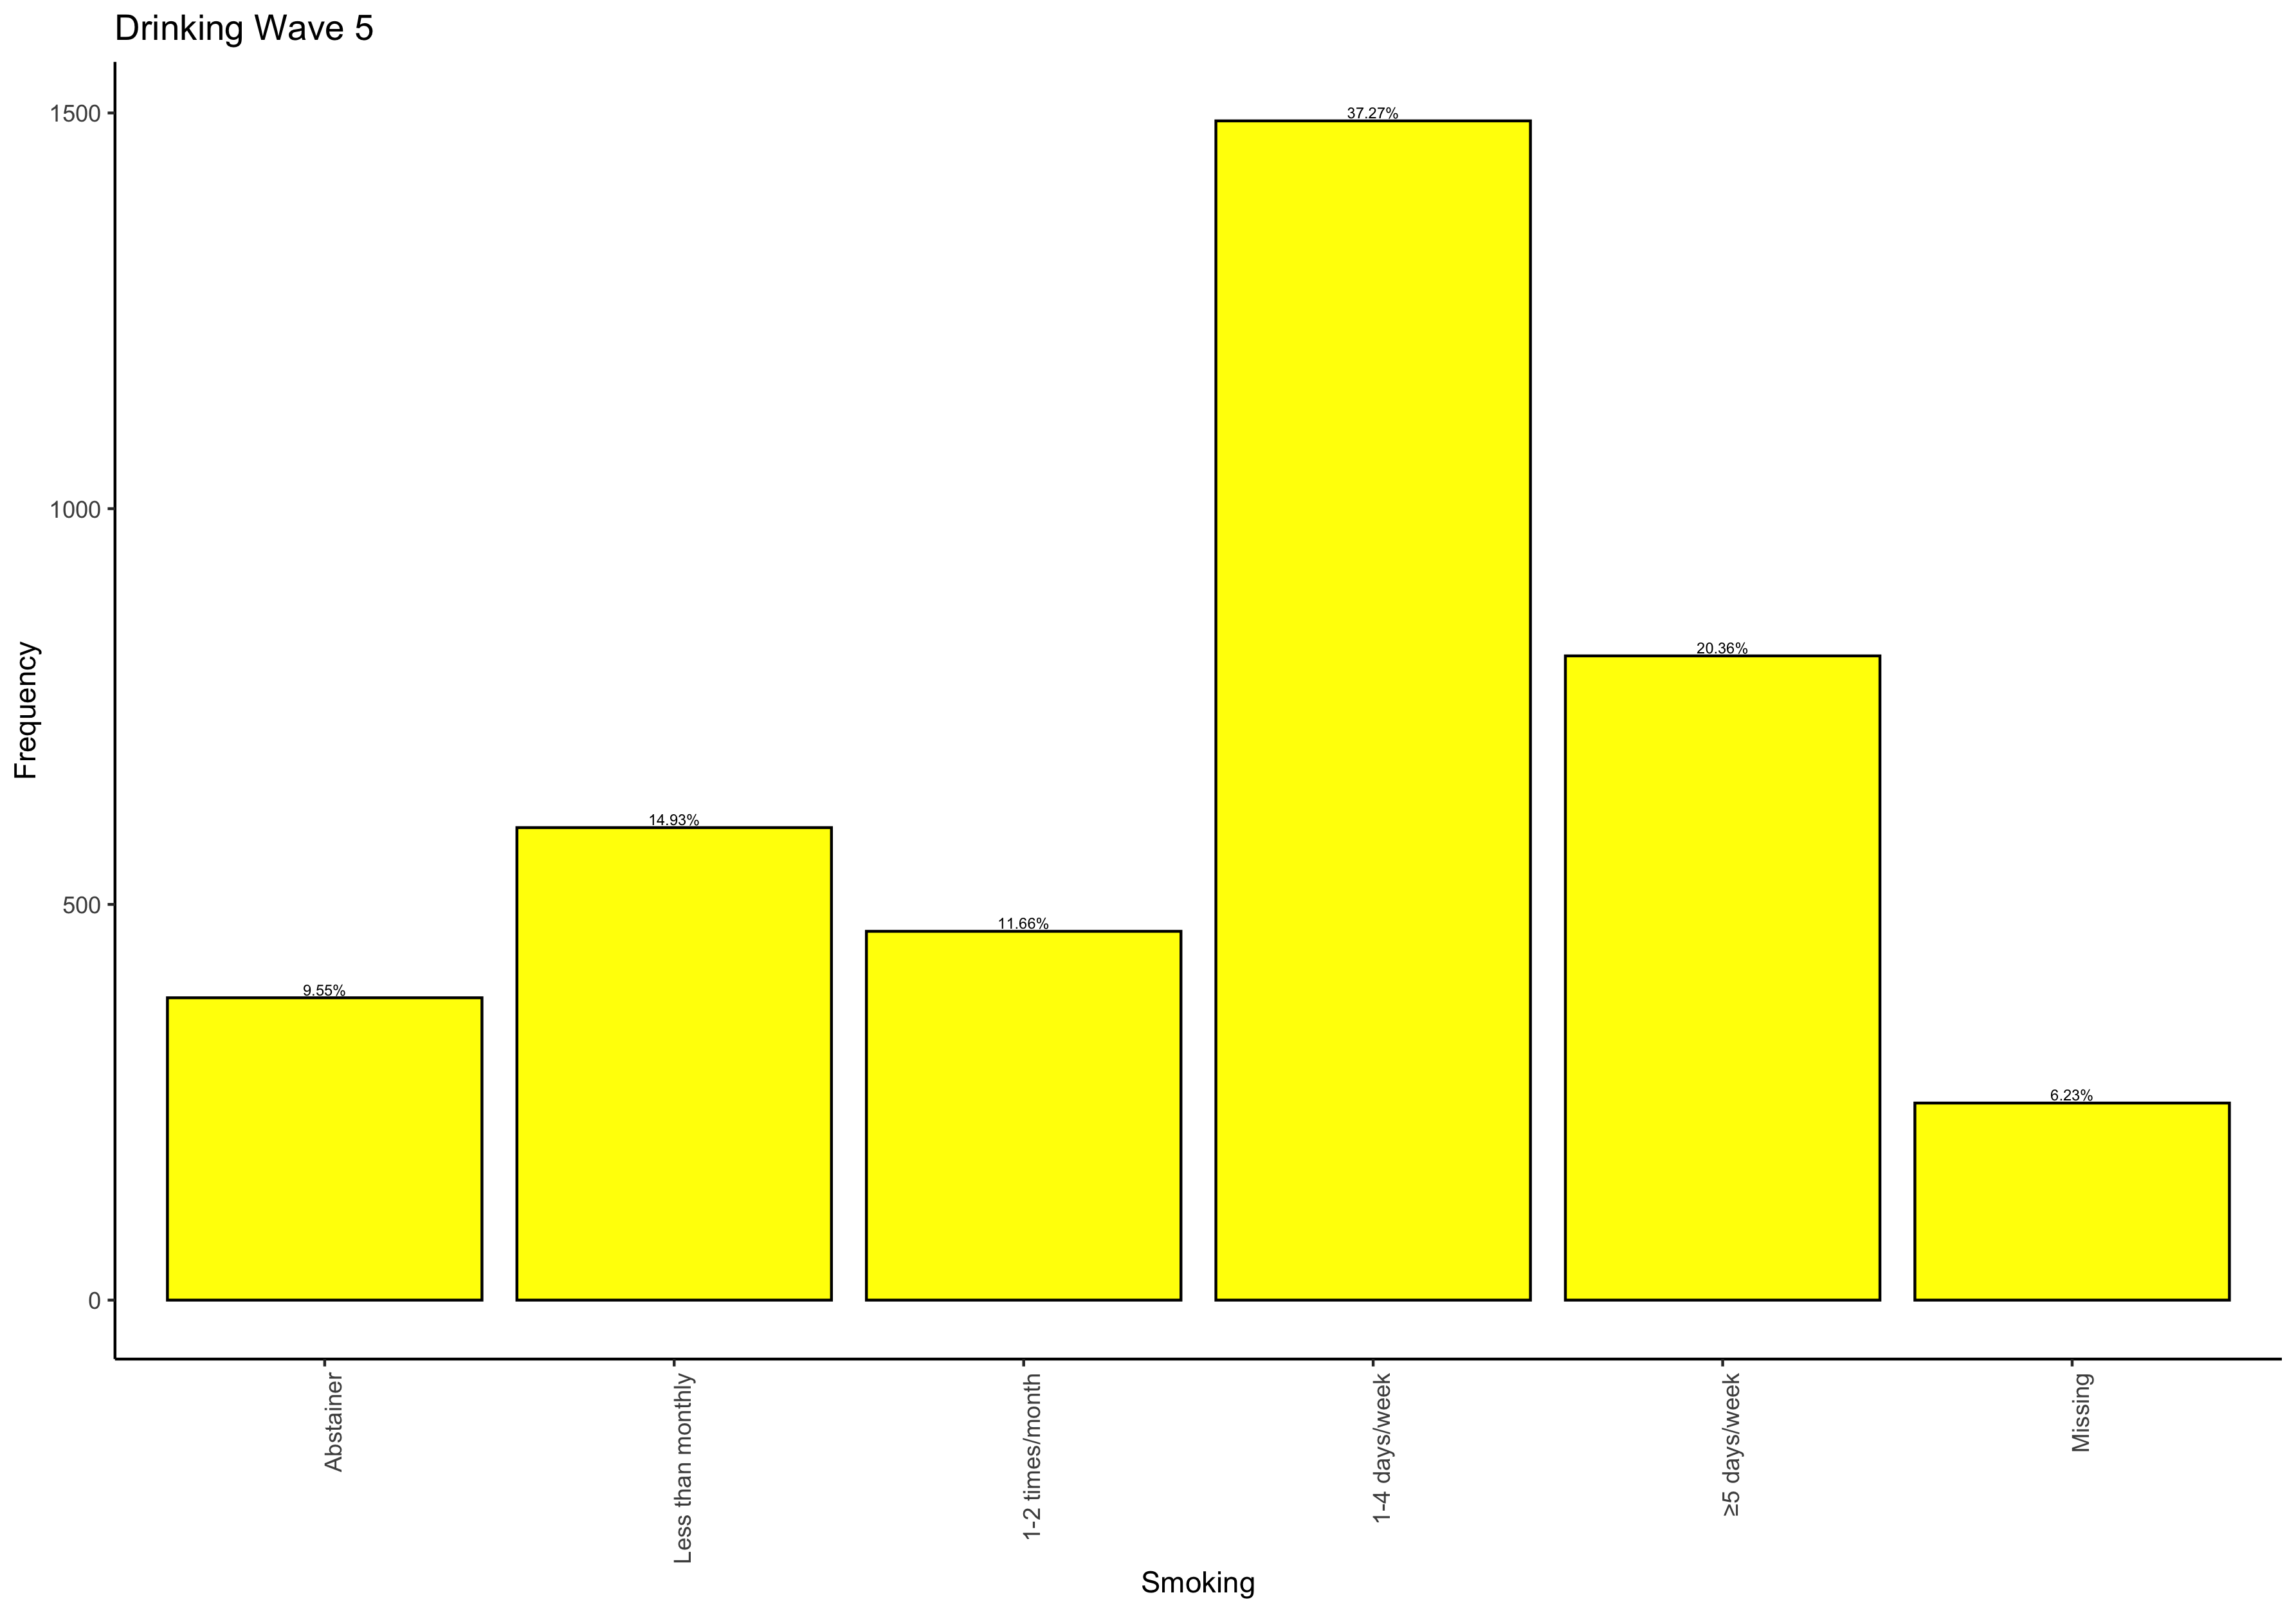 Drinking Wave 5
Frequency
1500
1000
500
0
9.55%
14.93%
11.66%
37.27%
20.36%
6.23%
Abstainer
Less than monthly
1-2 times/month
1-4 days/week
≥5 days/week
Missing
Smoking